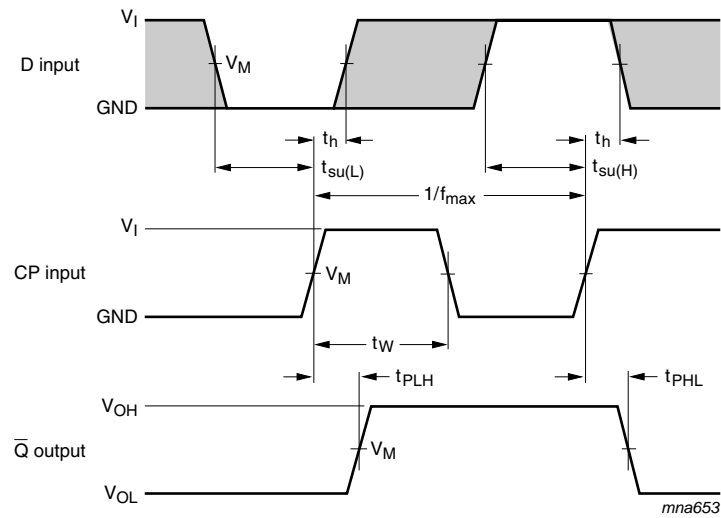 V_I
D input
V_M
GND
t_h
t_h
t_su(L)
t_su(H)
1/f_max
V_I
CP input
V_M
GND
t_W
t_PLH
t_PHL
V_OH
Q̅ output
V_M
V_OL
mna653